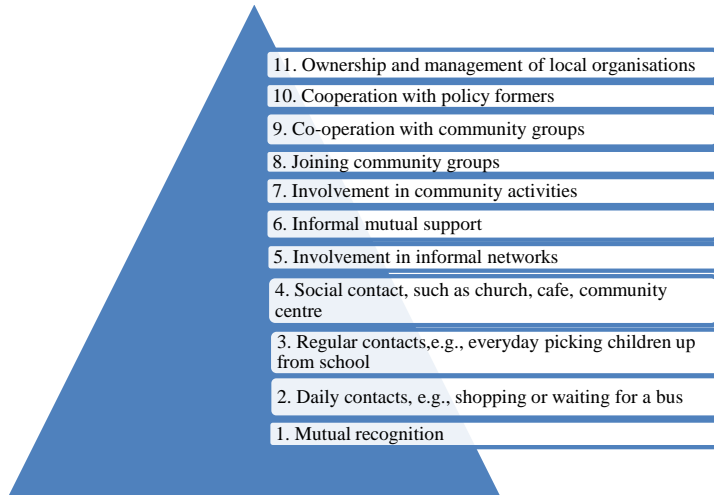 11. Ownership and management of local organisations
10. Cooperation with policy formers
9. Co-operation with community groups
8. Joining community groups
7. Involvement in community activities
6. Informal mutual support
5. Involvement in informal networks
4. Social contact, such as church, cafe, community
centre
3. Regular contacts,e.g., everyday picking children up
from school
2. Daily contacts, e.g., shopping or waiting for a bus
1. Mutual recognition